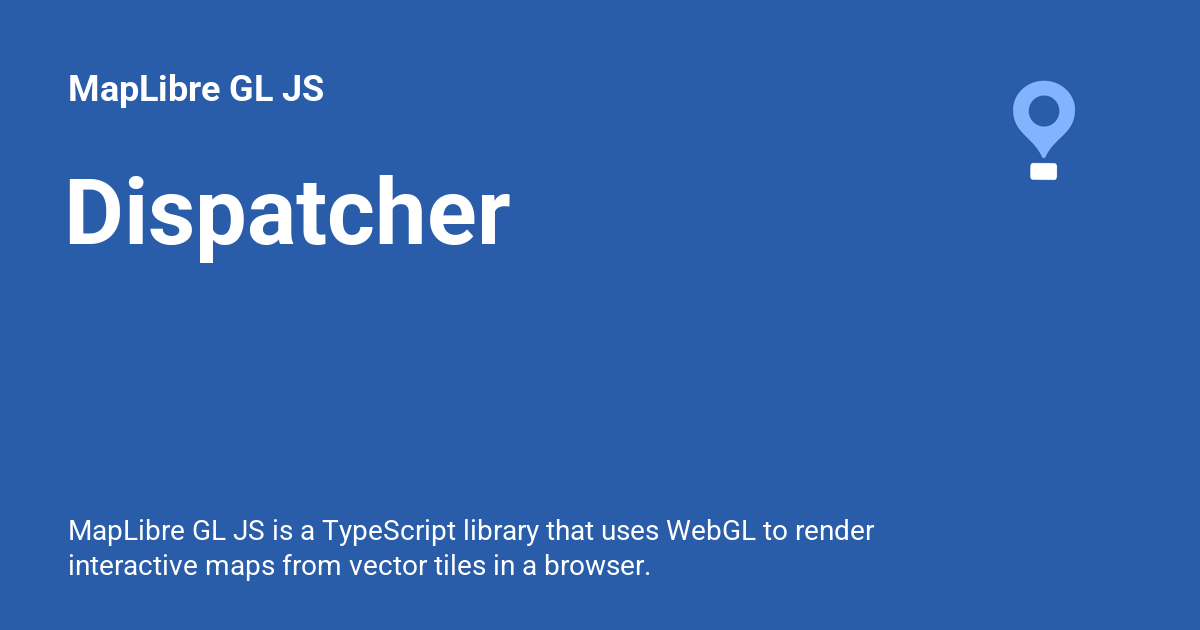 MapLibre GL JS
Dispatcher
MapLibre GL JS is a TypeScript library that uses WebGL to render
interactive maps from vector tiles in a browser.